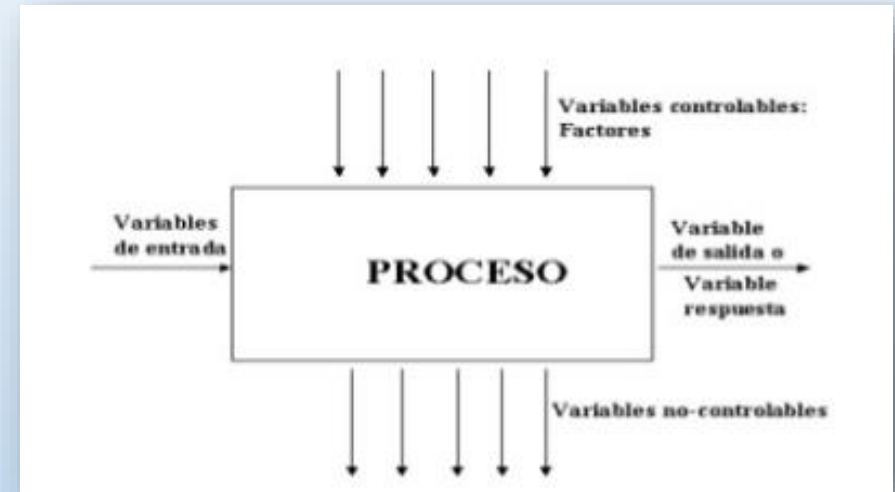 Variables controlables:
Factores
Variables
de entrada
PROCESO
Variable
de salida o
Variable
respuesta
Variables no-controlables